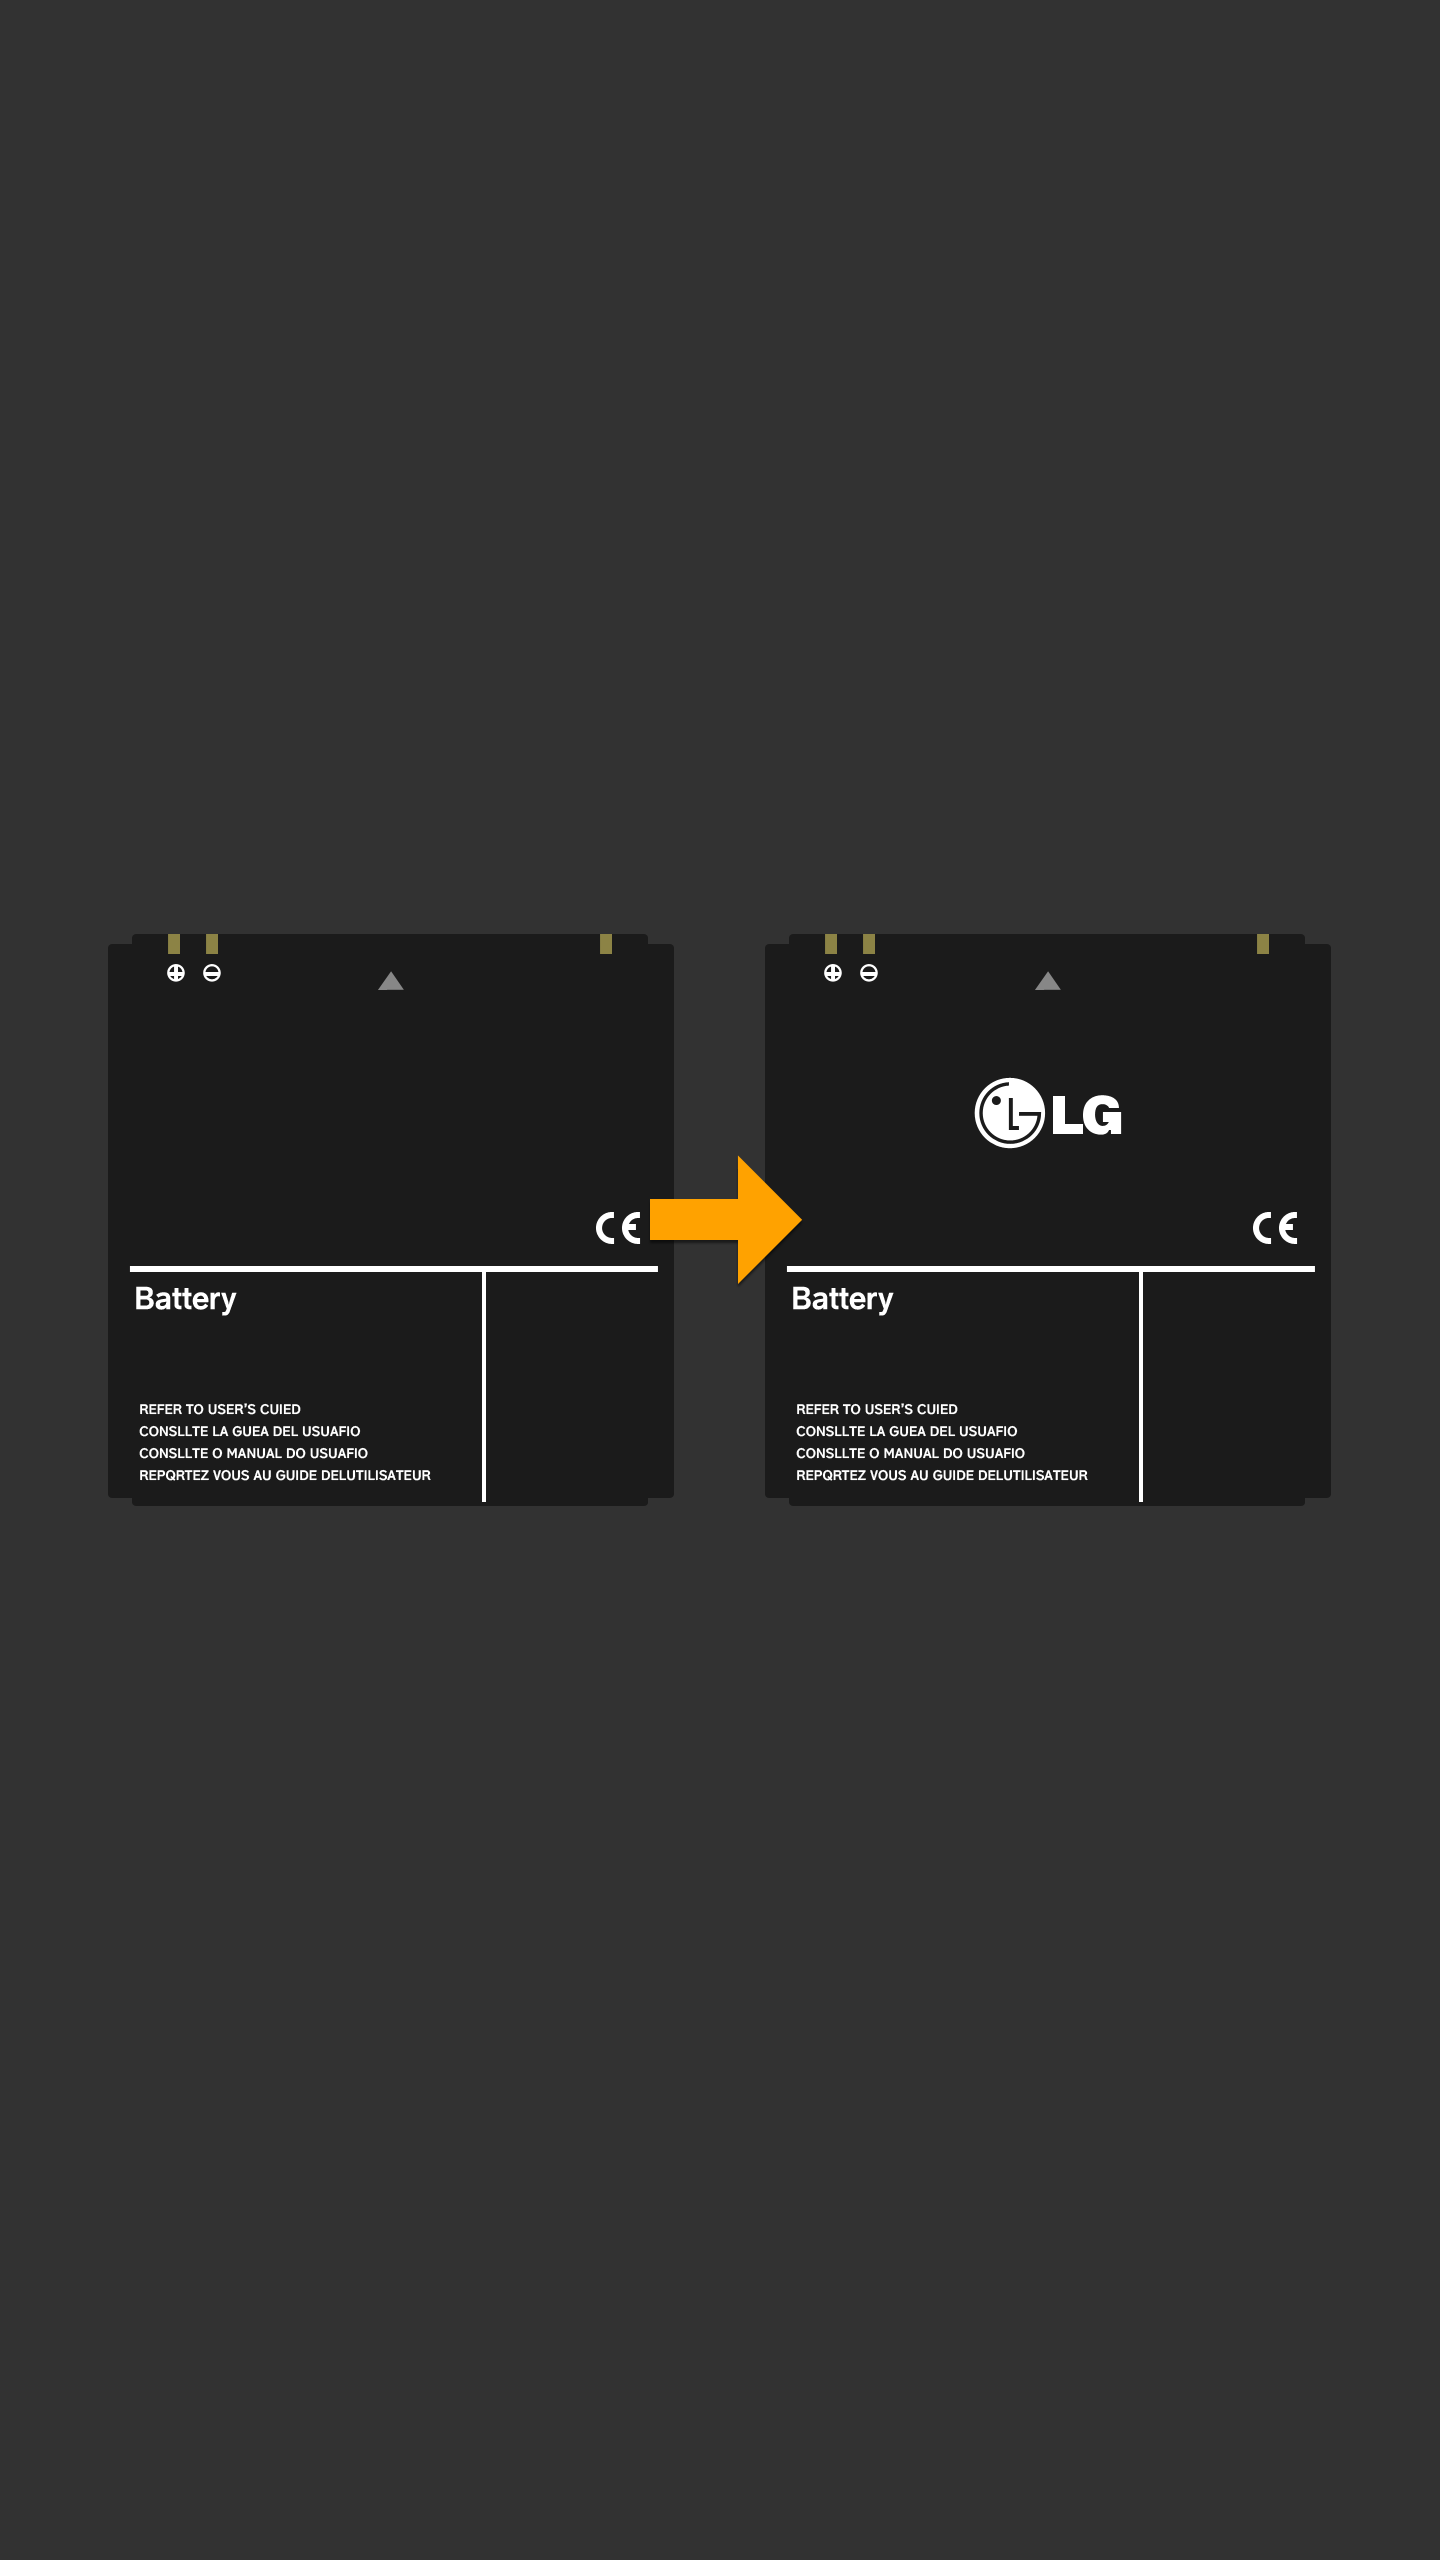 CE
Battery
REFER TO USER'S CUIED
CONSLLTE LA GUEA DEL USUAFIO
CONSLLTE O MANUAL DO USUAFIO
REPQRTEZ VOUS AU GUIDE DELUTILISATEUR
LG
CE
Battery
REFER TO USER'S CUIED
CONSLLTE LA GUEA DEL USUAFIO
CONSLLTE O MANUAL DO USUAFIO
REPQRTEZ VOUS AU GUIDE DELUTILISATEUR